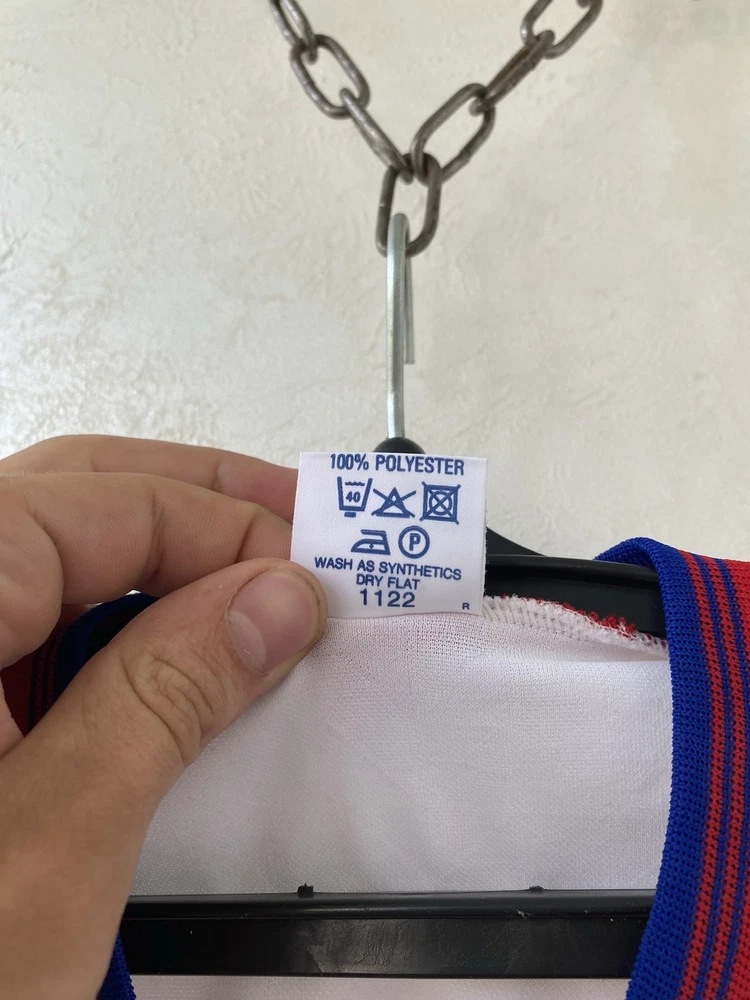 100% POLYESTER
40
P
WASH AS SYNTHETICS
DRY FLAT
1122
R